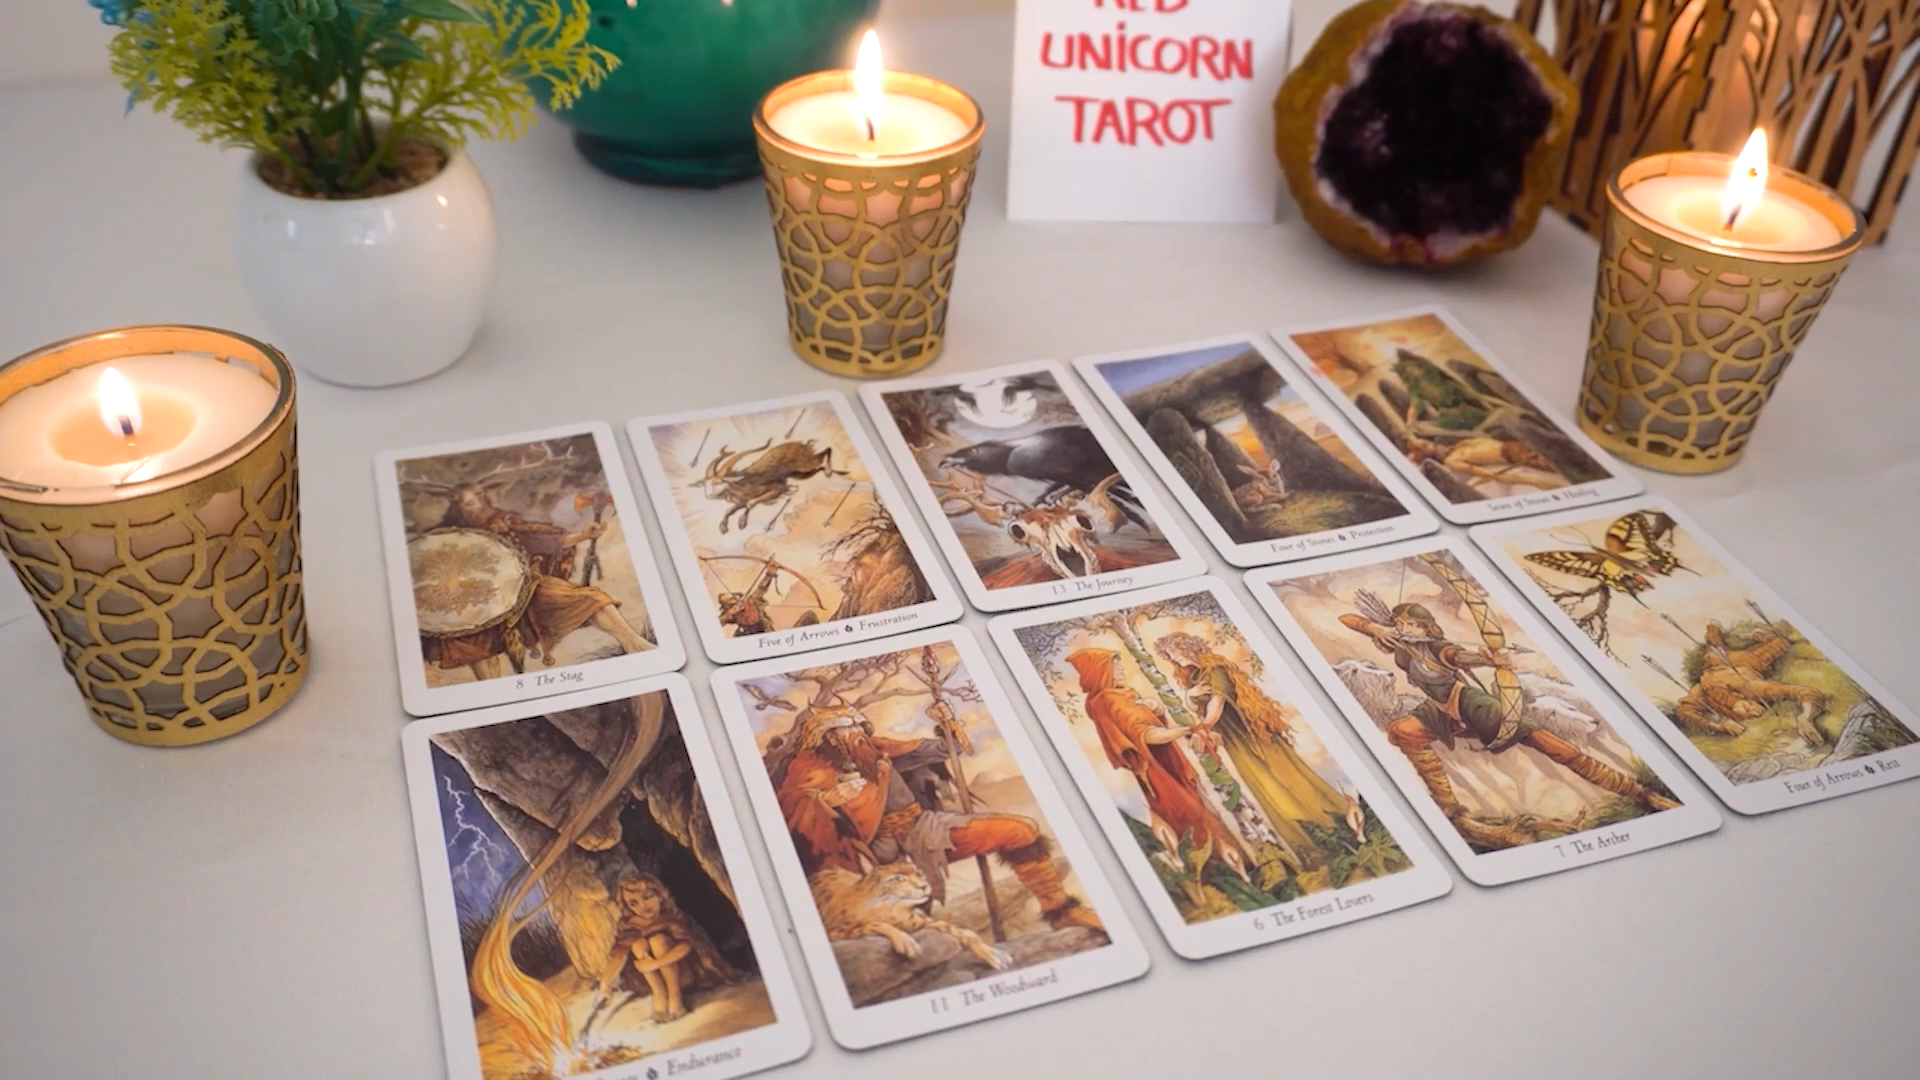 RED
UNICORN
TAROT
8 The Stag
Five of Arrows Frustration
13 The Journey
Four of Stones Protection
Seven of Stones Healing
Endurance
11 The Woodward
6 The Forest Lovers
7 The Archer
Four of Arrows Rest